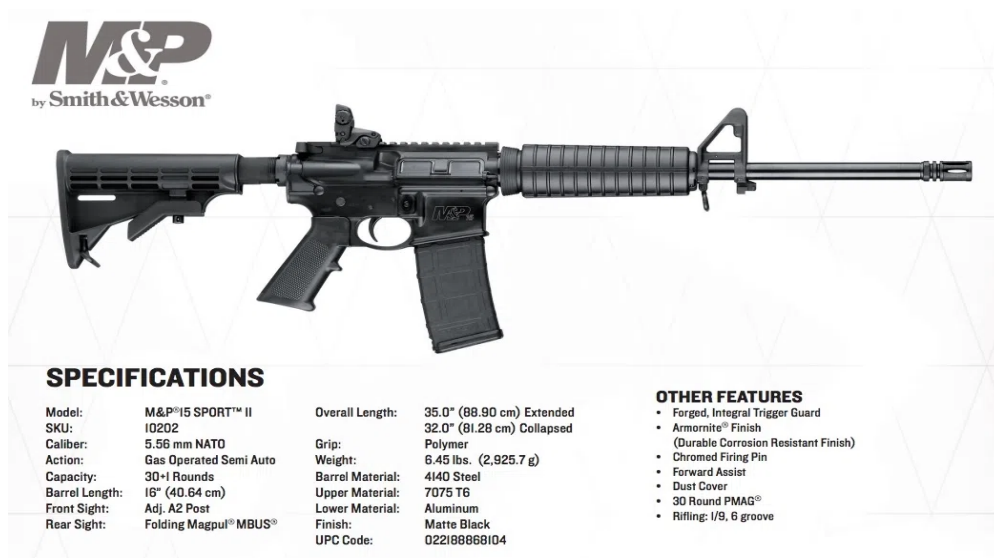 M&P®
by Smith&Wesson®
M&P 15
SPECIFICATIONS
Model: M&P®15 SPORT™ II
SKU: 10202
Caliber: 5.56 mm NATO
Action: Gas Operated Semi Auto
Capacity: 30+1 Rounds
Barrel Length: 16" (40.64 cm)
Front Sight: Adj. A2 Post
Rear Sight: Folding Magpul® MBUS®
Overall Length: 35.0" (88.90 cm) Extended
32.0" (81.28 cm) Collapsed
Grip: Polymer
Weight: 6.45 lbs. (2,925.7 g)
Barrel Material: 4140 Steel
Upper Material: 7075 T6
Lower Material: Aluminum
Finish: Matte Black
UPC Code: 022188868104
OTHER FEATURES
• Forged, Integral Trigger Guard
• Armornite® Finish
(Durable Corrosion Resistant Finish)
• Chromed Firing Pin
• Forward Assist
• Dust Cover
• 30 Round PMAG®
• Rifling: 1/9, 6 groove